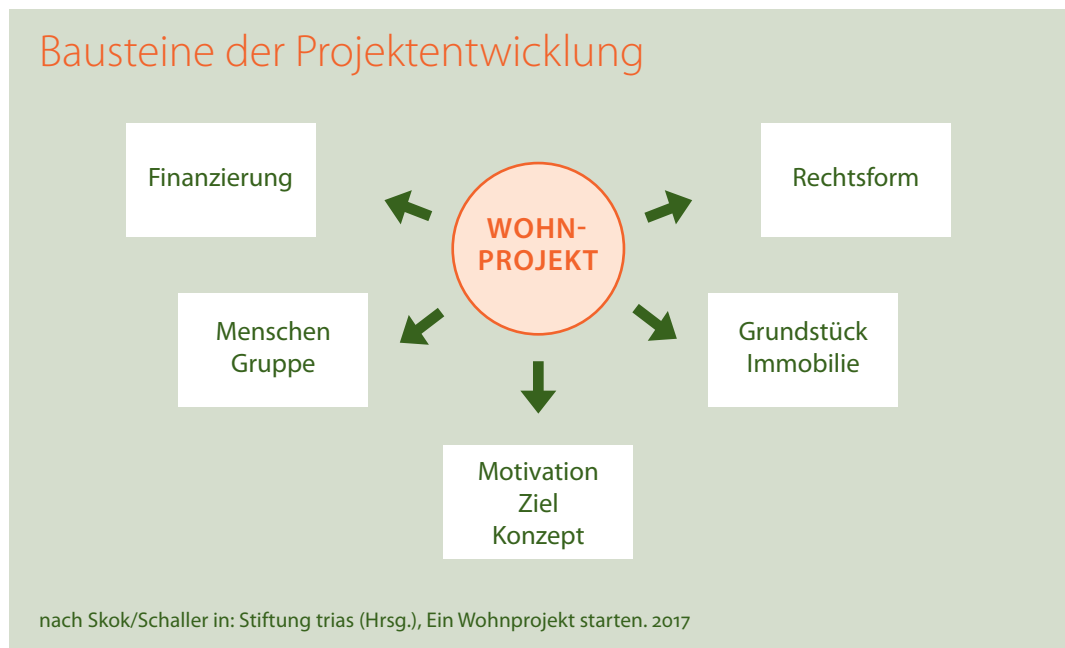 Bausteine der Projektentwicklung
Finanzierung
WOHN-
PROJEKT
Rechtsform
Menschen
Gruppe
Grundstück
Immobilie
Motivation
Ziel
Konzept
nach Skok/Schaller in: Stiftung trias (Hrsg.), Ein Wohnprojekt starten. 2017